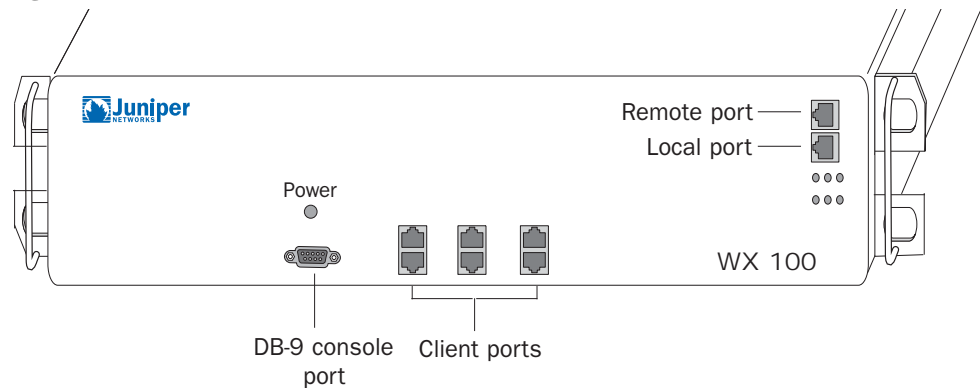 Juniper
NETWORKS
Remote port
Local port
Power
WX 100
DB-9 console
port
Client ports